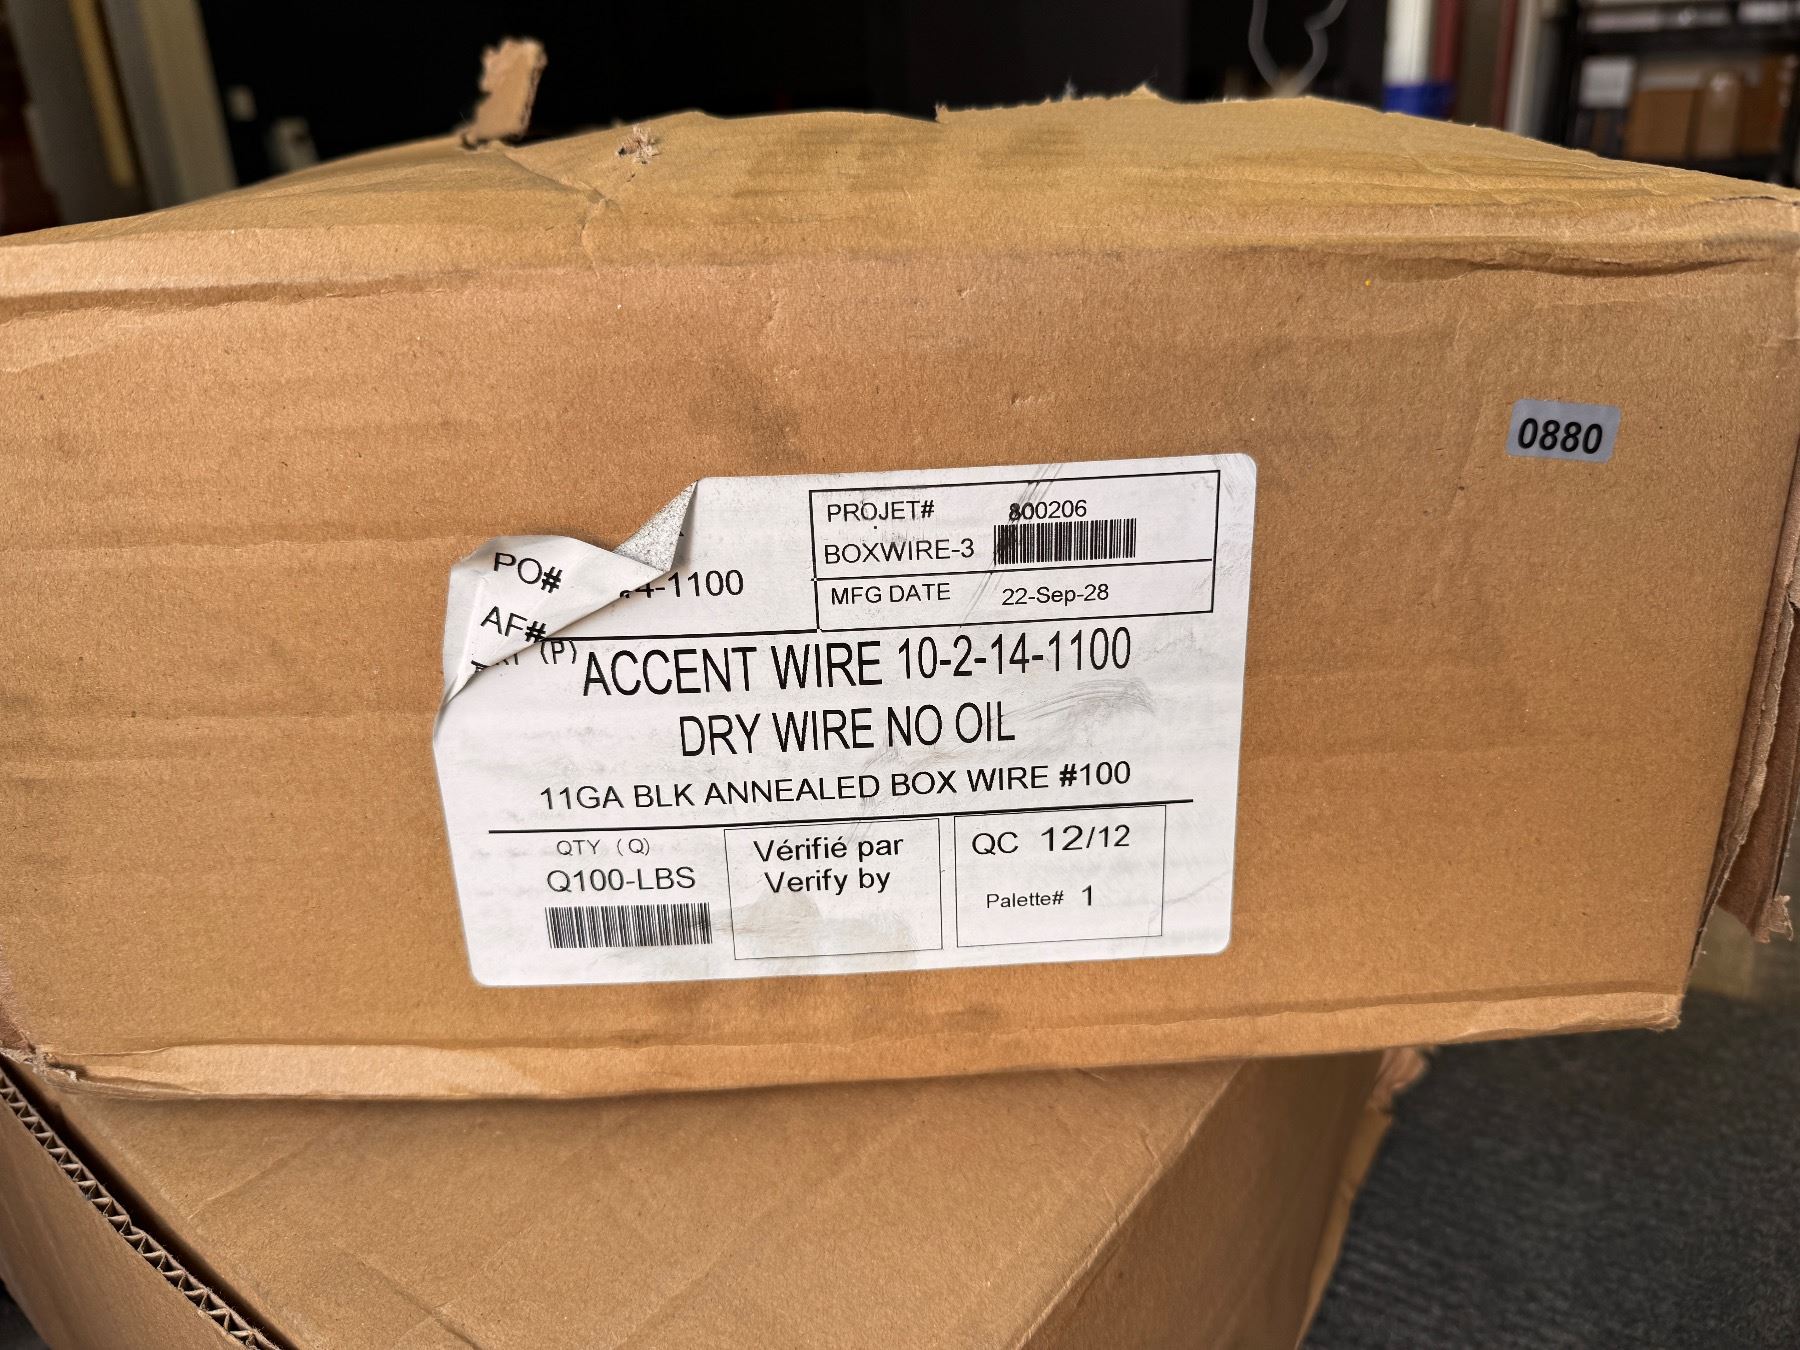 0880
PROJET# 800206
BOXWIRE-3
MFG DATE 22-Sep-28
PO#
4-1100
AF#
(P)
ACCENT WIRE 10-2-14-1100
DRY WIRE NO OIL
11GA BLK ANNEALED BOX WIRE #100
QTY (Q)
Q100-LBS
Vérifié par
Verify by
QC 12/12
Palette# 1